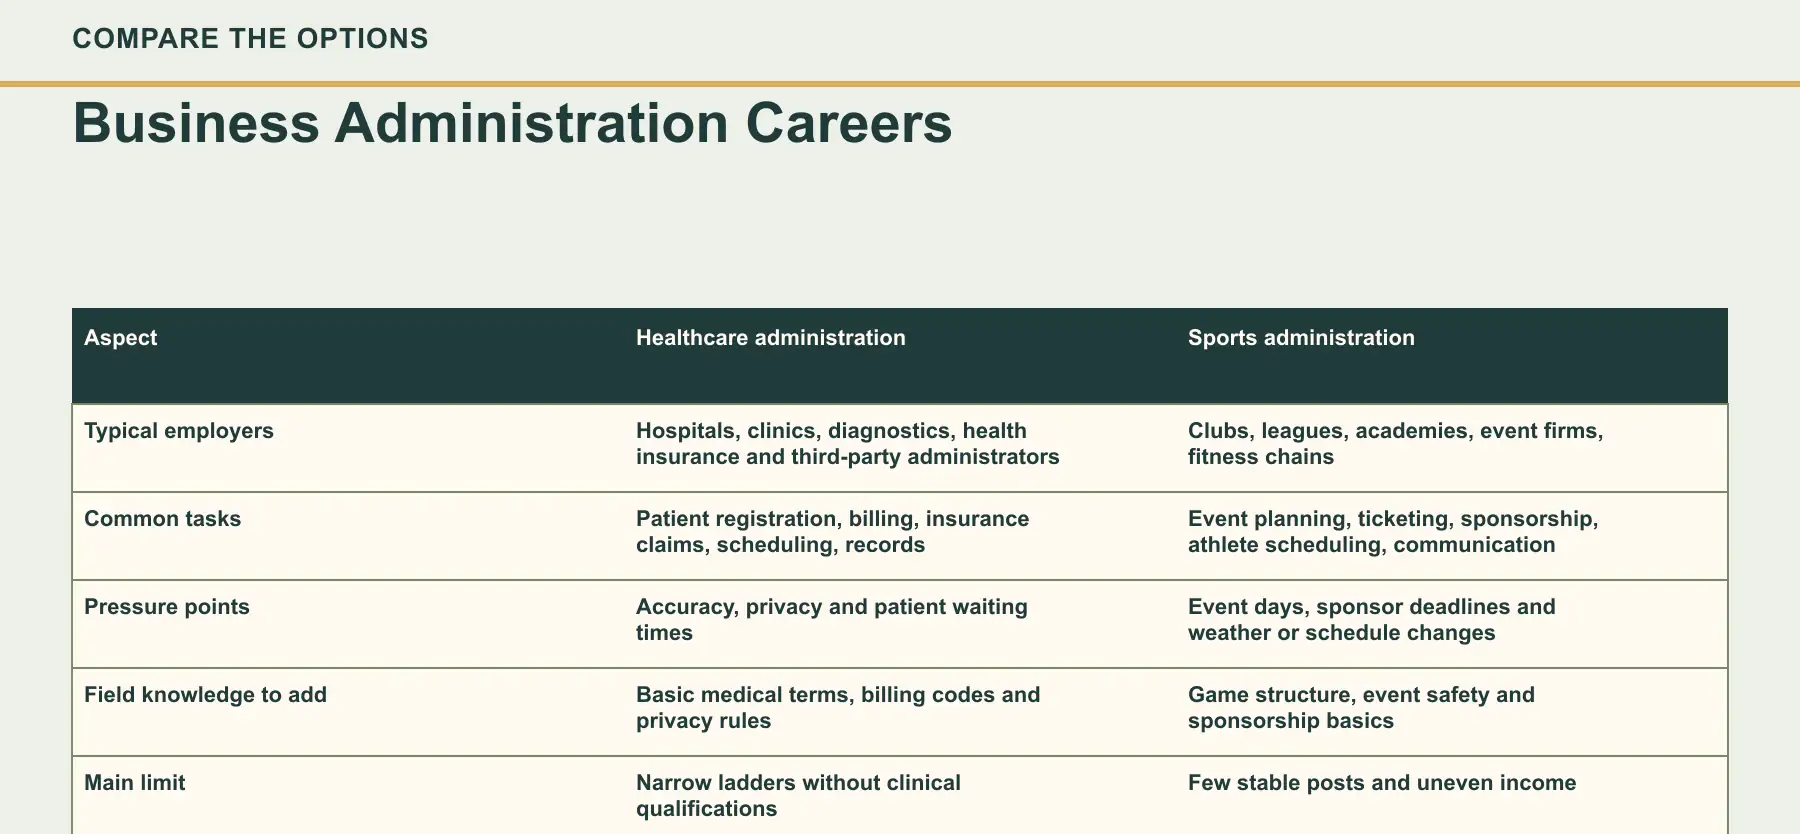 COMPARE THE OPTIONS
Business Administration Careers
Aspect
Healthcare administration
Sports administration
Typical employers
Hospitals, clinics, diagnostics, health
insurance and third-party administrators
Clubs, leagues, academies, event firms,
fitness chains
Common tasks
Patient registration, billing, insurance
claims, scheduling, records
Event planning, ticketing, sponsorship,
athlete scheduling, communication
Pressure points
Accuracy, privacy and patient waiting
times
Event days, sponsor deadlines and
weather or schedule changes
Field knowledge to add
Basic medical terms, billing codes and
privacy rules
Game structure, event safety and
sponsorship basics
Main limit
Narrow ladders without clinical
qualifications
Few stable posts and uneven income